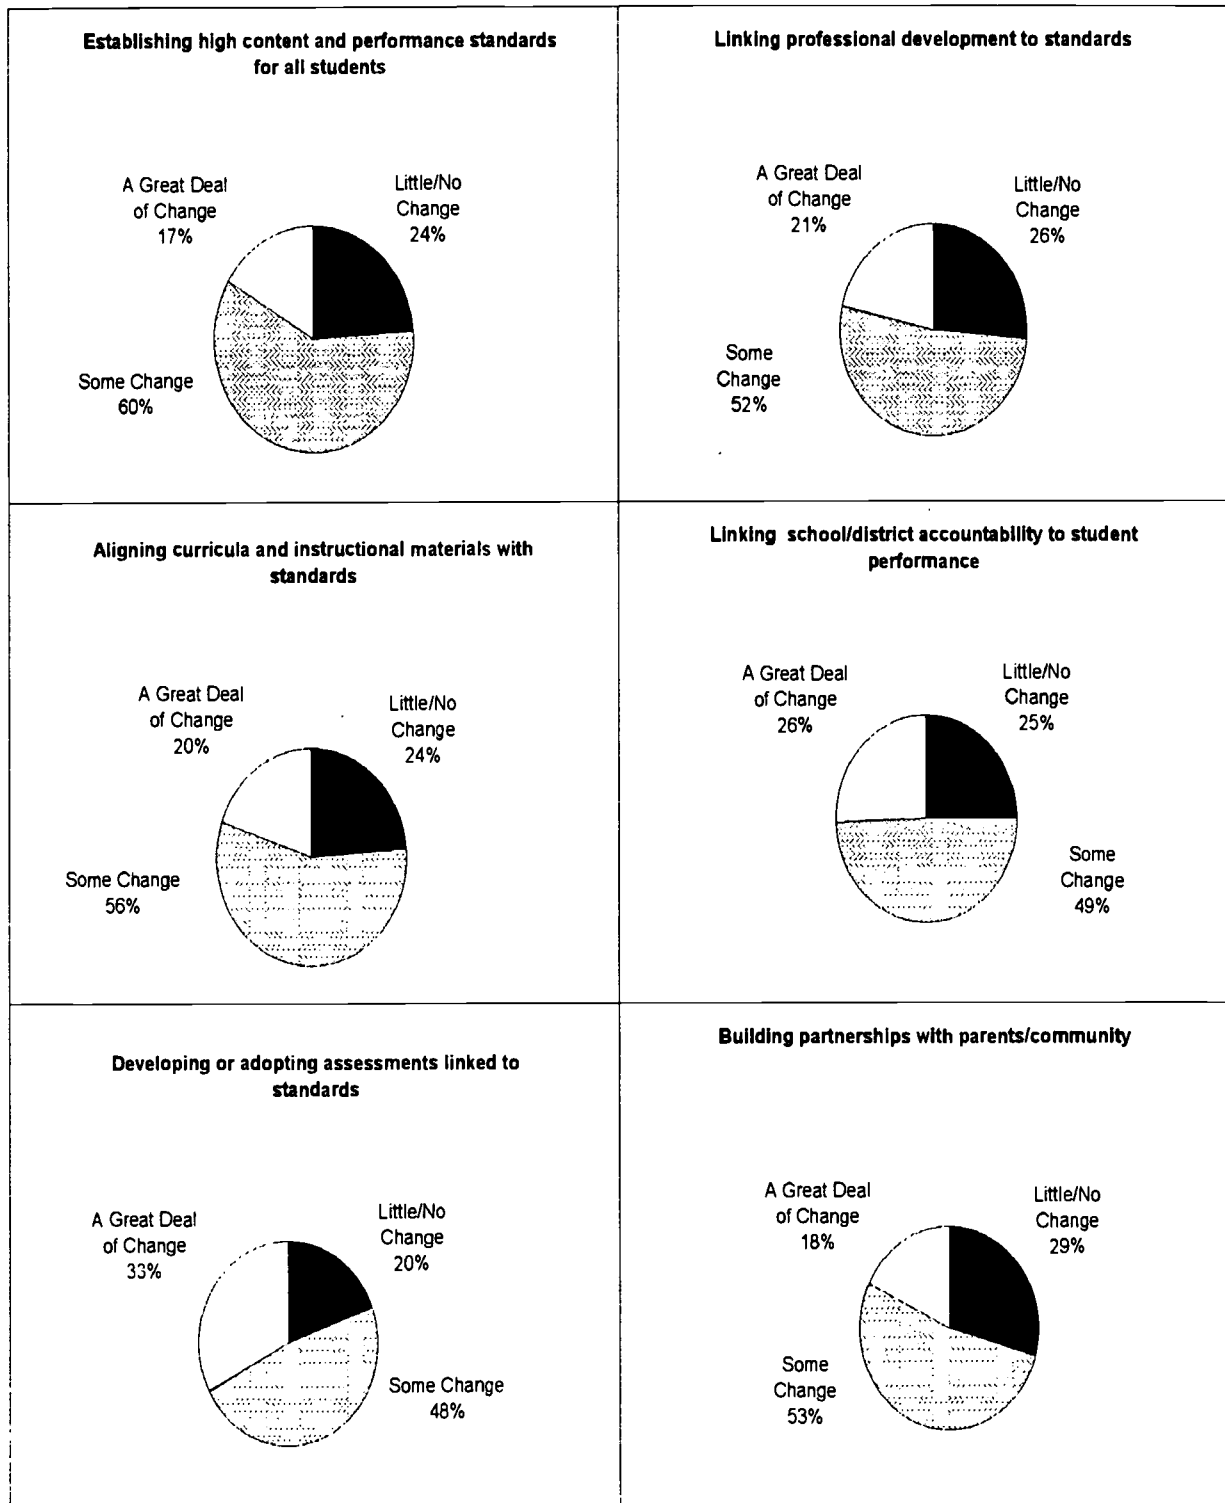 Establishing high content and performance standards
for all students
A Great Deal
of Change
17%
Little/No
Change
24%
Some Change
60%
Linking professional development to standards
A Great Deal
of Change
21%
Little/No
Change
26%
Some
Change
52%
Aligning curricula and instructional materials with
standards
A Great Deal
of Change
20%
Little/No
Change
24%
Some Change
56%
Linking school/district accountability to student
performance
A Great Deal
of Change
26%
Little/No
Change
25%
Some
Change
49%
Developing or adopting assessments linked to
standards
A Great Deal
of Change
33%
Little/No
Change
20%
Some Change
48%
Building partnerships with parents/community
A Great Deal
of Change
18%
Little/No
Change
29%
Some
Change
53%